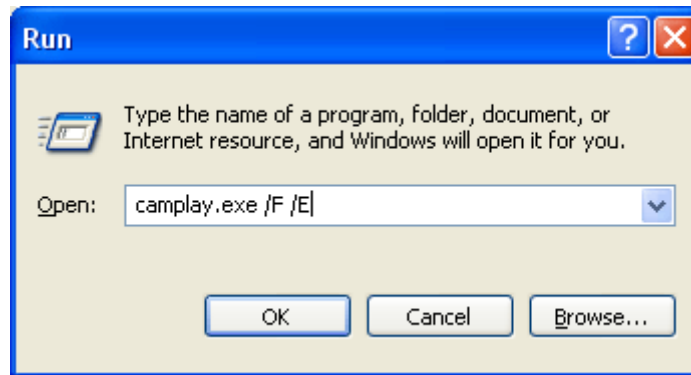 Run
Type the name of a program, folder, document, or
Internet resource, and Windows will open it for you.
Open: camplay.exe /F /E
OK Cancel Browse...